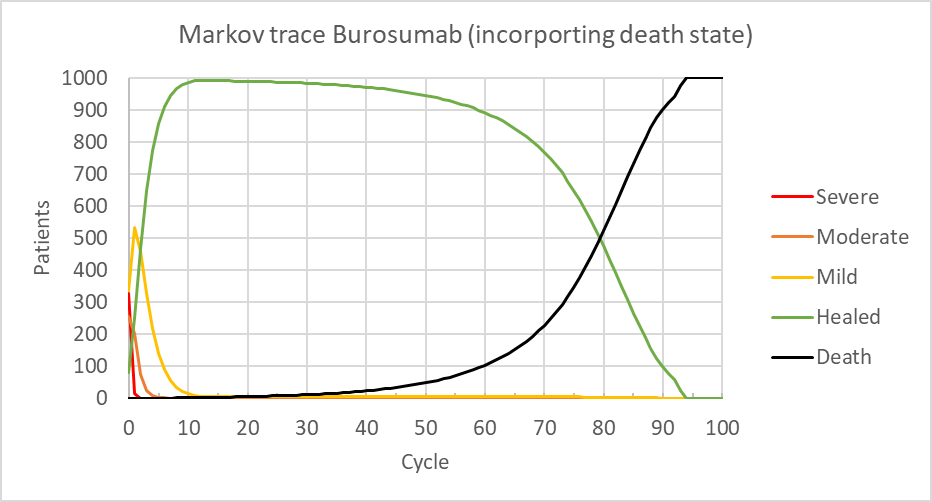 Markov trace Burosumab (incorporting death state)
1000
900
800
700
600
500
400
300
200
100
0
Patients
0 10 20 30 40 50 60 70 80 90 100
Cycle
Severe
Moderate
Mild
Healed
Death